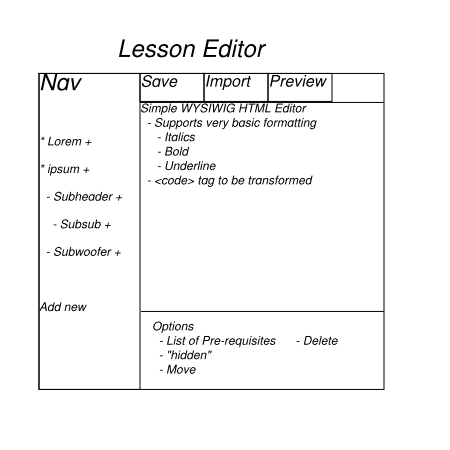 Lesson Editor
Nav
Save Import Preview
Simple WYSIWIG HTML Editor
- Supports very basic formatting
- Italics
- Bold
- Underline
- <code> tag to be transformed
* Lorem +
* ipsum +
- Subheader +
- Subsub +
- Subwoofer +
Add new
Options
- List of Pre-requisites - Delete
- "hidden"
- Move